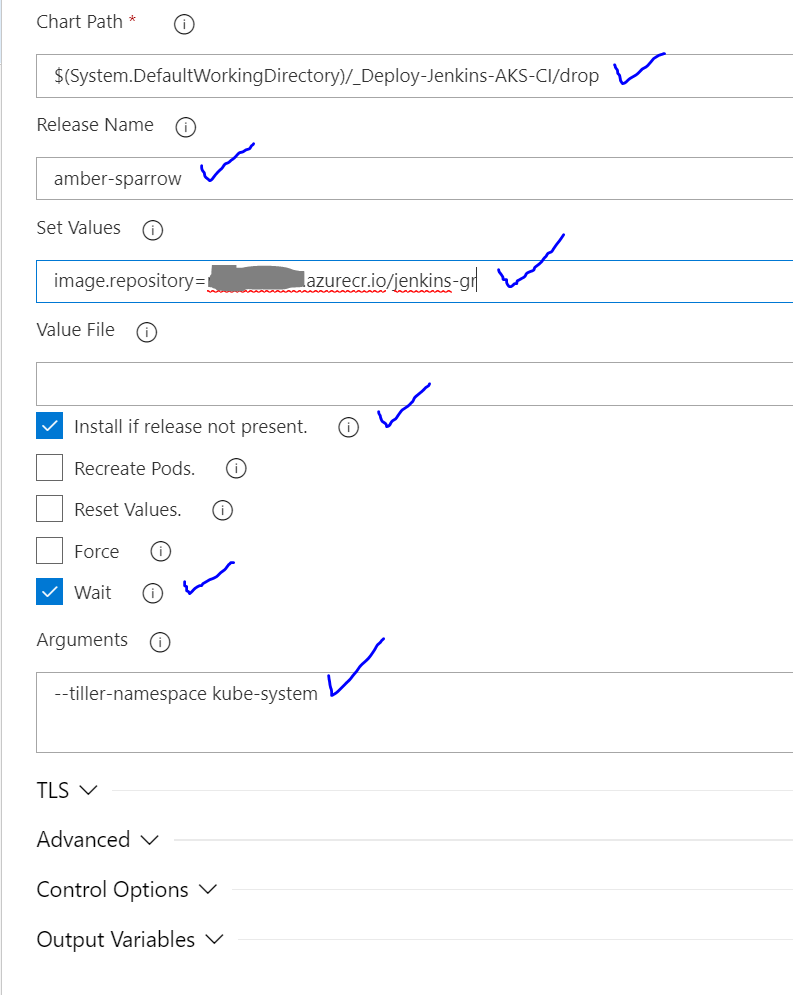 Chart Path *
$(System.DefaultWorkingDirectory)/_Deploy-Jenkins-AKS-CI/drop
Release Name
amber-sparrow
Set Values
image.repository= .azurecr.io/jenkins-gr
Value File
Install if release not present.
Recreate Pods.
Reset Values.
Force
Wait
Arguments
--tiller-namespace kube-system
TLS
Advanced
Control Options
Output Variables